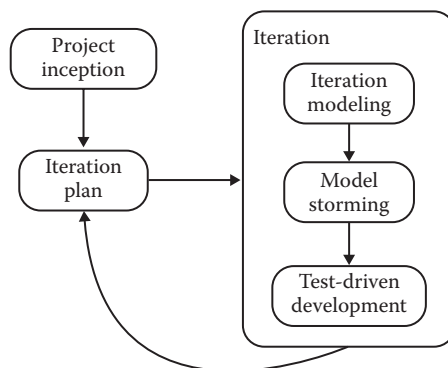 Project
inception
Iteration
plan
Iteration
Iteration
modeling
Model
storming
Test-driven
development